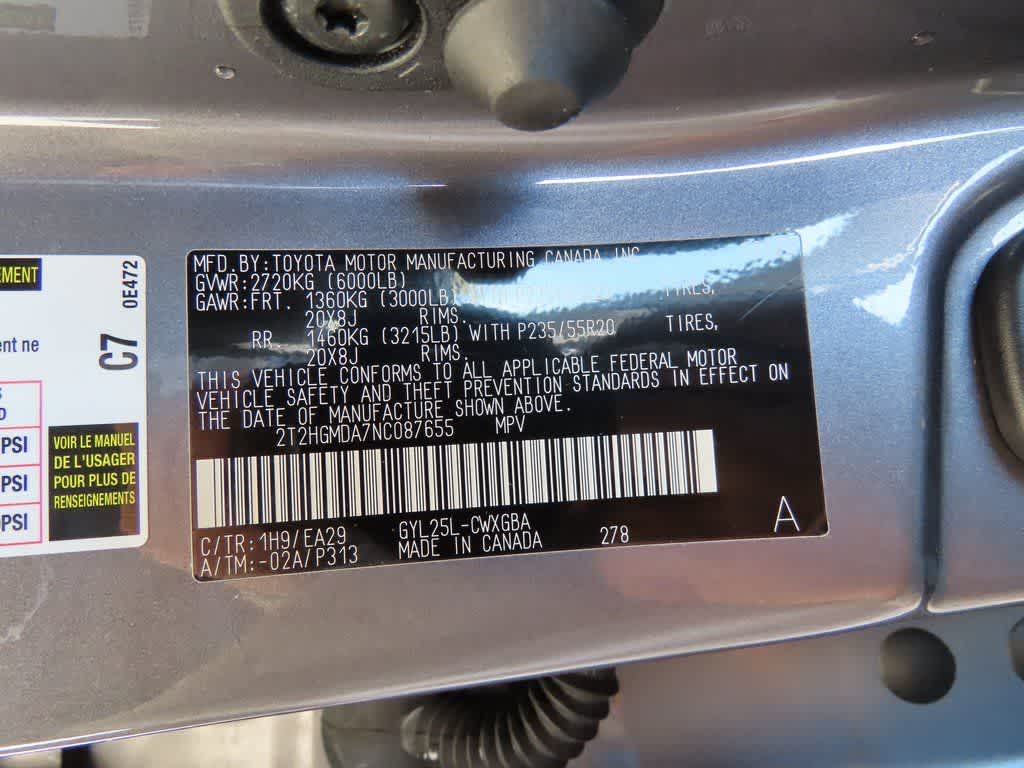 EMENT
ent ne
PSI
PSI
PSI
VOIR LE MANUEL
DE L'USAGER
POUR PLUS DE
RENSEIGNEMENTS
C7
0E472
MFD.BY:TOYOTA MOTOR MANUFACTURING CANADA INC
GVWR:2720KG (6000LB)
GAWR:FRT. 1360KG (3000LB) TIRES,
20X8J RIMS.
RR. 1460KG (3215LB) WITH P235/55R20 TIRES,
20X8J RIMS.
THIS VEHICLE CONFORMS TO ALL APPLICABLE FEDERAL MOTOR
VEHICLE SAFETY AND THEFT PREVENTION STANDARDS IN EFFECT ON
THE DATE OF MANUFACTURE SHOWN ABOVE.
2T2HGMDA7NC087655 MPV
C/TR:1H9/EA29 GYL25L-CWXGBA
A/TM:-02A/P313 MADE IN CANADA 278
A